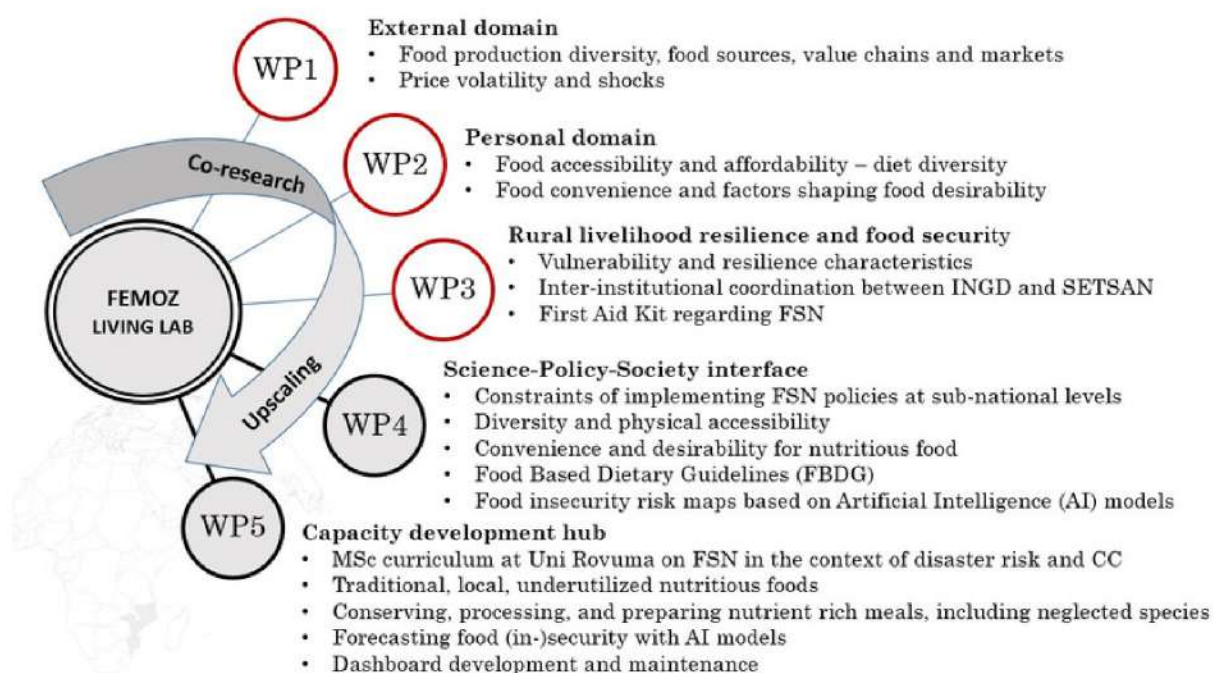 External domain
• Food production diversity, food sources, value chains and markets
• Price volatility and shocks
WP1
Personal domain
• Food accessibility and affordability – diet diversity
• Food convenience and factors shaping food desirability
WP2
Co-research
Rural livelihood resilience and food security
• Vulnerability and resilience characteristics
• Inter-institutional coordination between INGD and SETSAN
• First Aid Kit regarding FSN
WP3
FEMOZ
LIVING LAB
Upscaling
Science-Policy-Society interface
• Constraints of implementing FSN policies at sub-national levels
• Diversity and physical accessibility
• Convenience and desirability for nutritious food
• Food Based Dietary Guidelines (FBDG)
• Food insecurity risk maps based on Artificial Intelligence (AI) models
WP4
WP5
Capacity development hub
• MSc curriculum at Uni Rovuma on FSN in the context of disaster risk and CC
• Traditional, local, underutilized nutritious foods
• Conserving, processing, and preparing nutrient rich meals, including neglected species
• Forecasting food (in-)security with AI models
• Dashboard development and maintenance